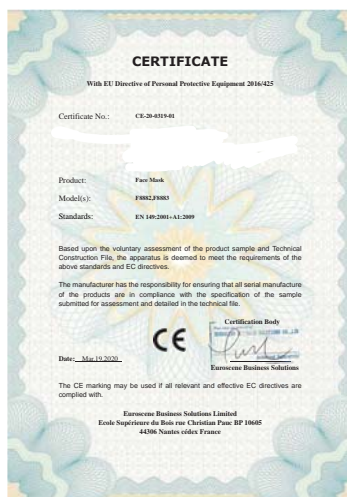 CERTIFICATE
With EU Directive of Personal Protective Equipment 2016/425
Certificate No.: CE-20-0319-01
Product: Face Mask
Model(s): F8882,F8883
Standards: EN 149:2001+A1:2009
Based upon the voluntary assessment of the product sample and Technical
Construction File, the apparatus is deemed to meet the requirements of the
above standards and EC directives.
The manufacturer has the responsibility for ensuring that all serial manufacture
of the products are in compliance with the specification of the sample
submitted for assessment and detailed in the technical file.
Certification Body
CE
Date: Mar.19.2020
Euroscene Business Solutions
The CE marking may be used if all relevant and effective EC directives are
complied with.
Euroscene Business Solutions Limited
Ecole Supérieure du Bois rue Christian Pauc BP 10605
44306 Nantes cédex France